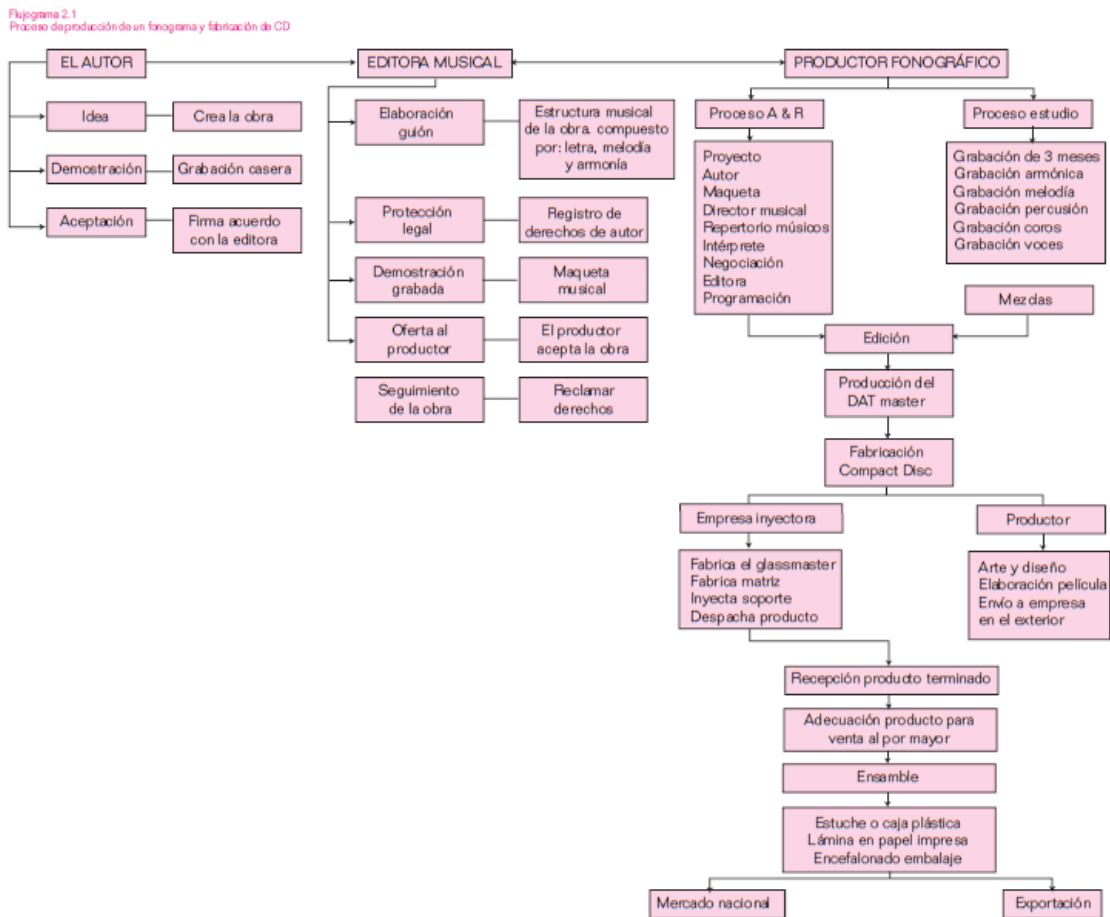 Flujograma 2.1
Proceso de producción de un fonograma y fabricación de CD
EL AUTOR
EDITORA MUSICAL
PRODUCTOR FONOGRÁFICO
Idea
Crea la obra
Demostración
Grabación casera
Aceptación
Firma acuerdo
con la editora
Elaboración
guión
Estructura musical
de la obra. compuesto
por: letra, melodía
y armonía
Protección
legal
Registro de
derechos de autor
Demostración
grabada
Maqueta
musical
Oferta al
productor
El productor
acepta la obra
Seguimiento
de la obra
Reclamar
derechos
Proceso A & R
Proyecto
Autor
Maqueta
Director musical
Repertorio músicos
Intérprete
Negociación
Editora
Programación
Proceso estudio
Grabación de 3 meses
Grabación armónica
Grabación melodía
Grabación percusión
Grabación coros
Grabación voces
Mezclas
Edición
Producción del
DAT master
Fabricación
Compact Disc
Empresa inyectora
Fabrica el glassmaster
Fabrica matriz
Inyecta soporte
Despacha producto
Productor
Arte y diseño
Elaboración película
Envío a empresa
en el exterior
Recepción producto terminado
Adecuación producto para
venta al por mayor
Ensamble
Estuche o caja plástica
Lámina en papel impresa
Encefalonado embalaje
Mercado nacional
Exportación